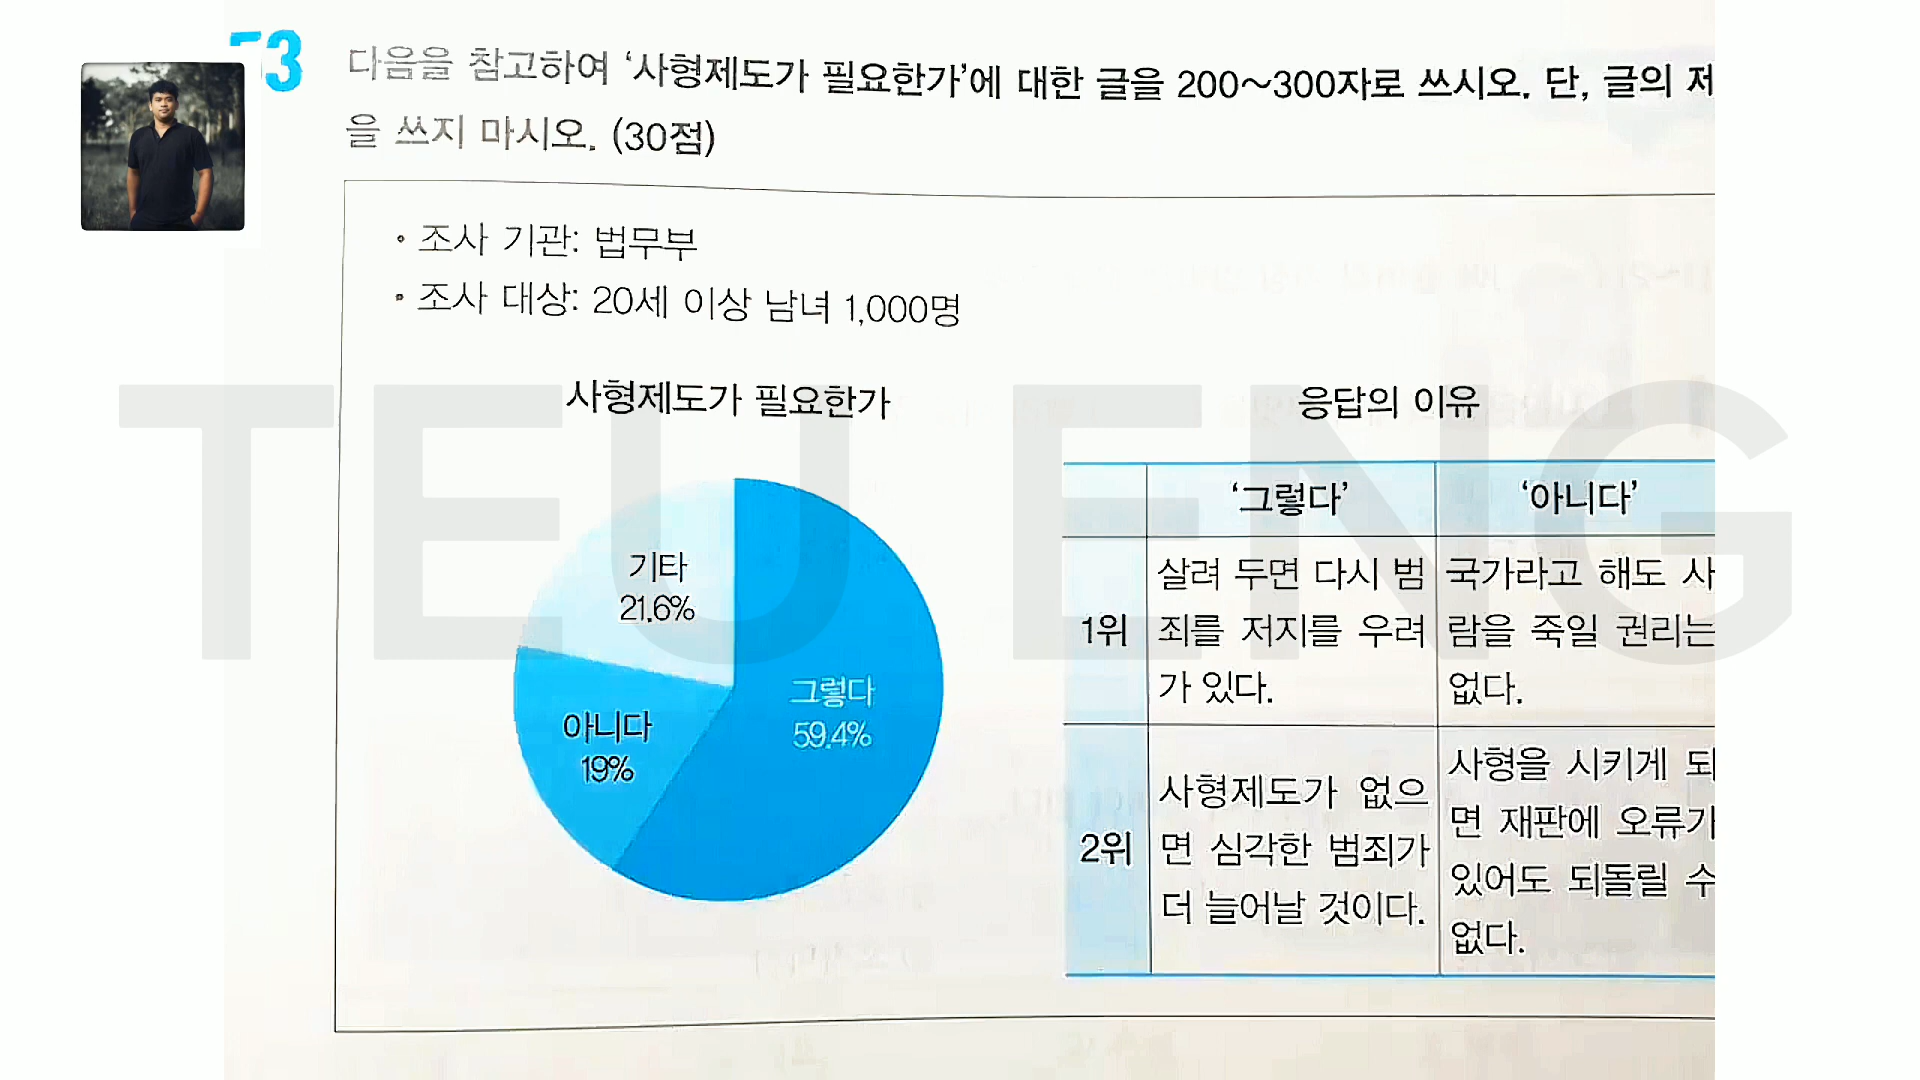 53 다음을 참고하여 ‘사형제도가 필요한가’에 대한 글을 200~300자로 쓰시오. 단, 글의 제
을 쓰지 마시오. (30점)
• 조사 기관: 법무부
• 조사 대상: 20세 이상 남녀 1,000명
사형제도가 필요한가
기타
21.6%
아니다
19%
그렇다
59.4%
응답의 이유
‘그렇다’ ‘아니다’
1위
살려 두면 다시 범
죄를 저지를 우려
가 있다.
국가라고 해도 사
람을 죽일 권리는
없다.
2위
사형제도가 없으
면 심각한 범죄가
더 늘어날 것이다.
사형을 시키게 되
면 재판에 오류가
있어도 되돌릴 수
없다.
TEU ENG